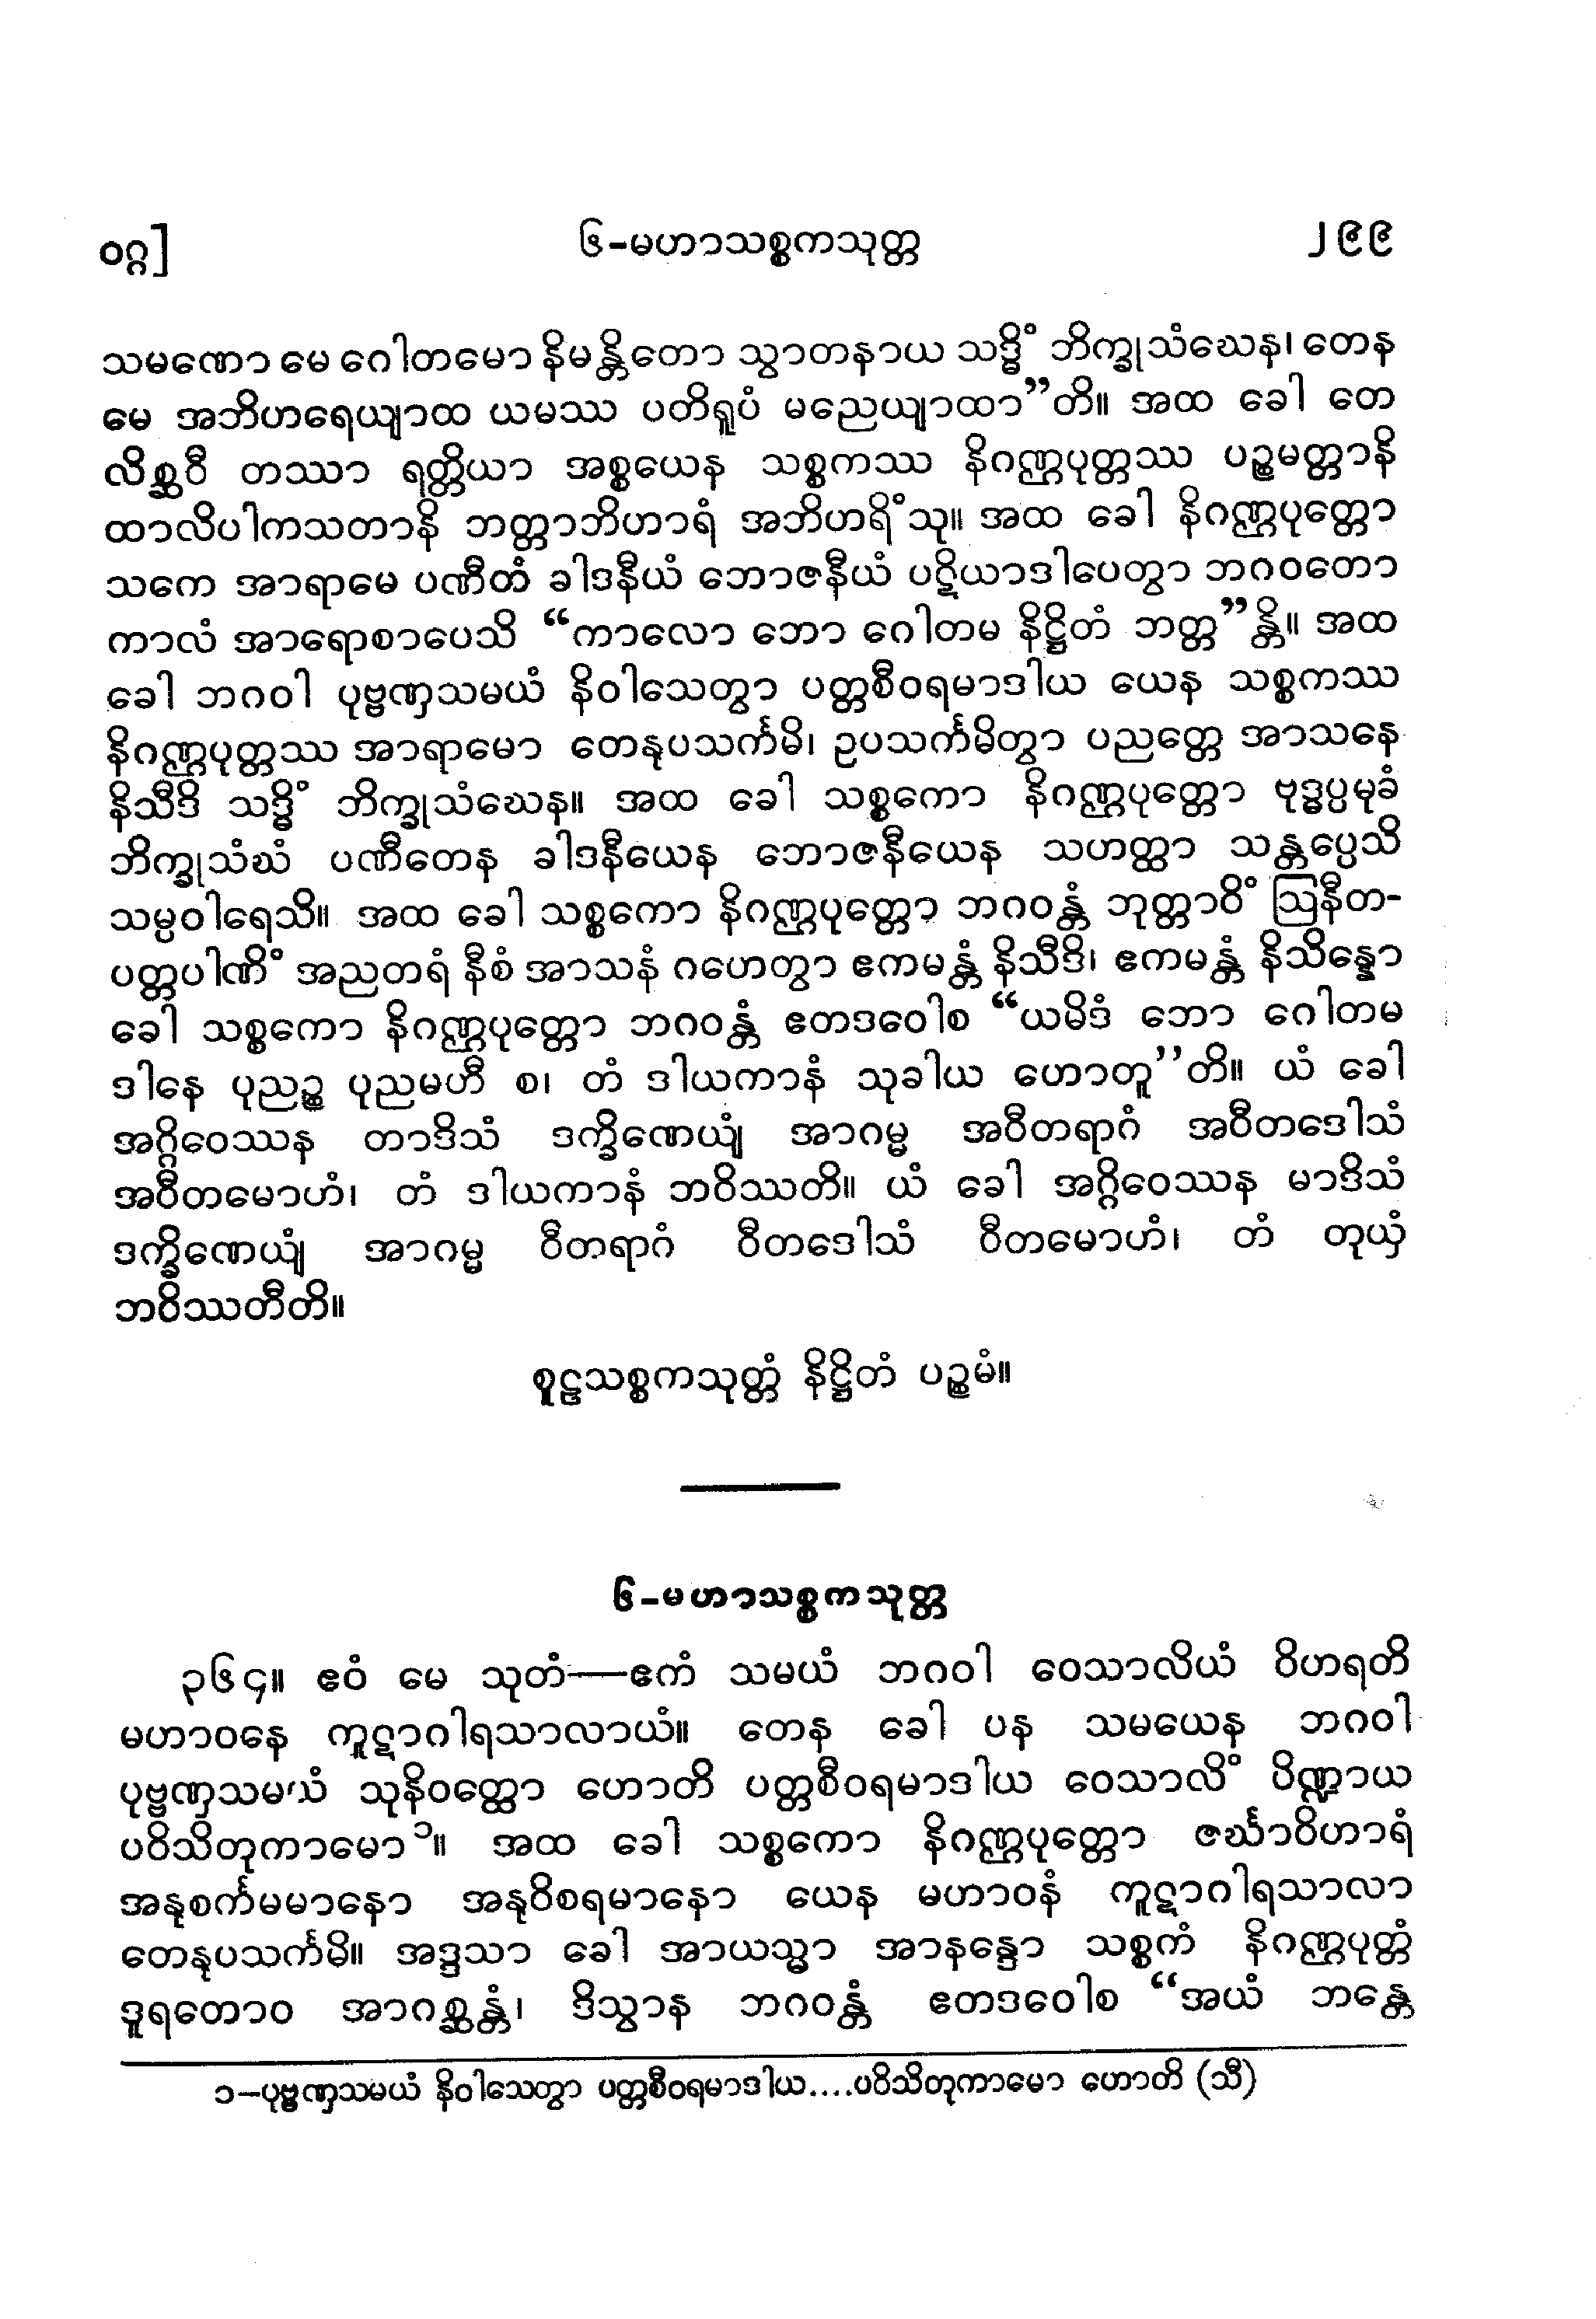 ဝဂ္ဂ] ၆-မဟာသစ္စကသုတ္တ ၂၉၉
သမဏော မေ ဂေါတမော နိမန္တိတော သွာတနာယ သဒ္ဓိံ ဘိက္ခုသံဃေန၊ တေန
မေ အဘိဟရေယျာထ ယမဿ ပတိရူပံ မညေယျာထာ”တိ။ အထ ခေါ တေ
လိစ္ဆဝီ တဿာ ရတ္တိယာ အစ္စယေန သစ္စကဿ နိဂဏ္ဌပုတ္တဿ ပဉ္စမတ္တာနိ
ထာလိပါကသတာနိ ဘတ္တာဘိဟာရံ အဘိဟရိံသု။ အထ ခေါ နိဂဏ္ဌပုတ္တော
သကေ အာရာမေ ပဏီတံ ခါဒနီယံ ဘောဇနီယံ ပဋိယာဒါပေတွာ ဘဂဝတော
ကာလံ အာရောစာပေသိ “ကာလော ဘော ဂေါတမ နိဋ္ဌိတံ ဘတ္တ”န္တိ။ အထ
ခေါ ဘဂဝါ ပုဗ္ဗဏှသမယံ နိဝါသေတွာ ပတ္တစီဝရမာဒါယ ယေန သစ္စကဿ
နိဂဏ္ဌပုတ္တဿ အာရာမော တေနုပသင်္ကမိ၊ ဥပသင်္ကမိတွာ ပညတ္တေ အာသနေ
နိသီဒိ သဒ္ဓိံ ဘိက္ခုသံဃေန။ အထ ခေါ သစ္စကော နိဂဏ္ဌပုတ္တော ဗုဒ္ဓပ္ပမုခံ
ဘိက္ခုသံဃံ ပဏီတေန ခါဒနီယေန ဘောဇနီယေန သဟတ္ထာ သန္တပ္ပေသိ
သမ္ပဝါရေသိ။ အထ ခေါ သစ္စကော နိဂဏ္ဌပုတ္တော ဘဂဝန္တံ ဘုတ္တာဝိံ ဩနီတ-
ပတ္တပါဏိံ အညတရံ နီစံ အာသနံ ဂဟေတွာ ဧကမန္တံ နိသီဒိ၊ ဧကမန္တံ နိသိန္နော
ခေါ သစ္စကော နိဂဏ္ဌပုတ္တော ဘဂဝန္တံ ဧတဒဝေါစ “ယမိဒံ ဘော ဂေါတမ
ဒါနေ ပုညဉ္စ ပုညမဟီ စ၊ တံ ဒါယကာနံ သုခါယ ဟောတူ”တိ။ ယံ ခေါ
အဂ္ဂိဝေဿန တာဒိသံ ဒက္ခိဏေယျံ အာဂမ္မ အဝီတရာဂံ အဝီတဒေါသံ
အဝီတမောဟံ၊ တံ ဒါယကာနံ ဘဝိဿတိ။ ယံ ခေါ အဂ္ဂိဝေဿန မာဒိသံ
ဒက္ခိဏေယျံ အာဂမ္မ ဝီတရာဂံ ဝီတဒေါသံ ဝီတမောဟံ၊ တံ တုယှံ
ဘဝိဿတီတိ။
စူဠသစ္စကသုတ္တံ နိဋ္ဌိတံ ပဉ္စမံ။
၆-မဟာသစ္စကသုတ္တ
၃၆၄။ ဧဝံ မေ သုတံ—ဧကံ သမယံ ဘဂဝါ ဝေသာလိယံ ဝိဟရတိ
မဟာဝနေ ကူဋာဂါရသာလာယံ။ တေန ခေါ ပန သမယေန ဘဂဝါ
ပုဗ္ဗဏှသမယံ သုနိဝတ္ထော ဟောတိ ပတ္တစီဝရမာဒါယ ဝေသာလိံ ပိဏ္ဍာယ
ပဝိသိတုကာမော၁။ အထ ခေါ သစ္စကော နိဂဏ္ဌပုတ္တော ဇင်္ဃာဝိဟာရံ
အနုစင်္ကမမာနော အနုဝိစရမာနော ယေန မဟာဝနံ ကူဋာဂါရသာလာ
တေနုပသင်္ကမိ။ အဒ္ဒသာ ခေါ အာယသ္မာ အာနန္ဒော သစ္စကံ နိဂဏ္ဌပုတ္တံ
ဒူရတောဝ အာဂစ္ဆန္တံ၊ ဒိသွာန ဘဂဝန္တံ ဧတဒဝေါစ “အယံ ဘန္တေ
၁-ပုဗ္ဗဏှသမယံ နိဝါသေတွာ ပတ္တစီဝရမာဒါယ....ပဝိသိတုကာမော ဟောတိ (သီ)